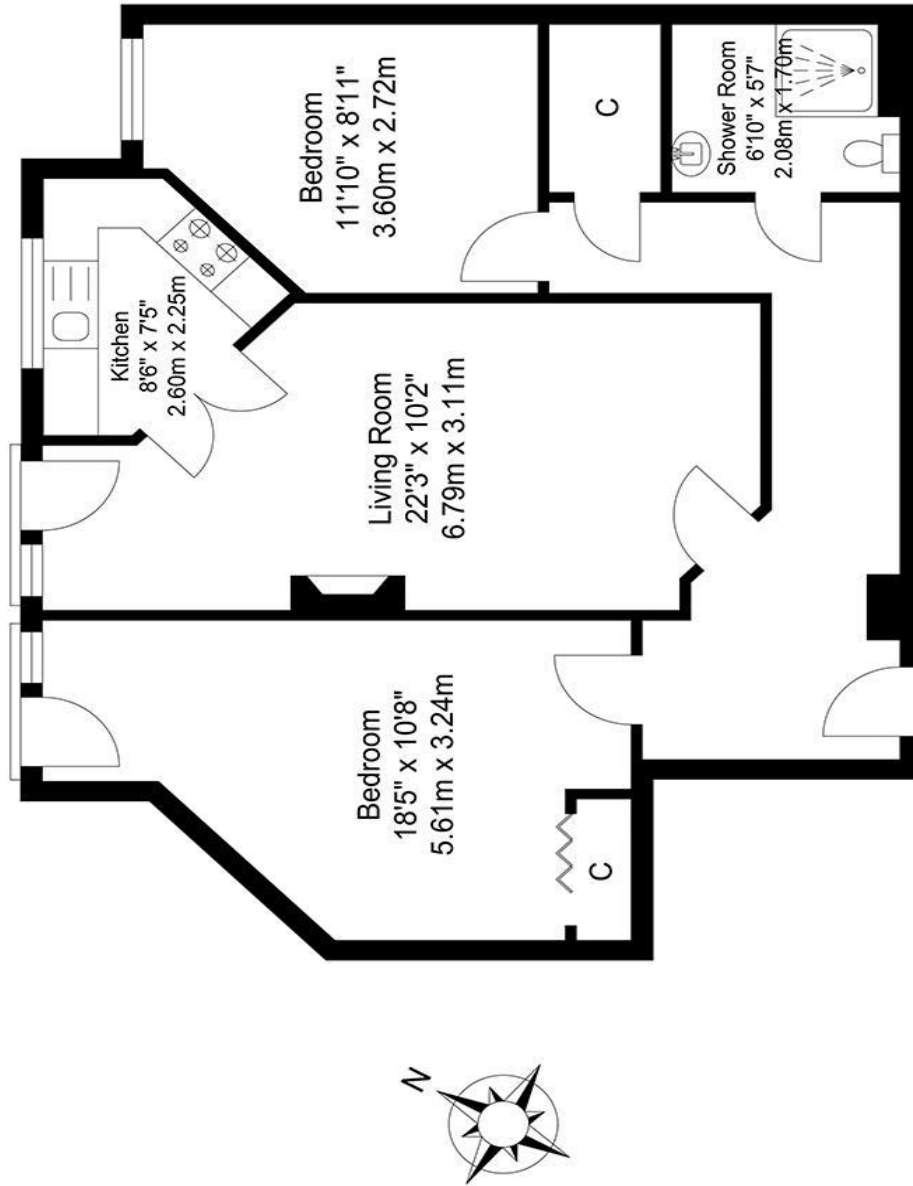 Kitchen
8'6" x 7'5"
2.60m x 2.25m
Bedroom
11'10" x 8'11"
3.60m x 2.72m
C
Shower Room
6'10" x 5'7"
2.08m x 1.70m
Living Room
22'3" x 10'2"
6.79m x 3.11m
Bedroom
18'5" x 10'8"
5.61m x 3.24m
C
N